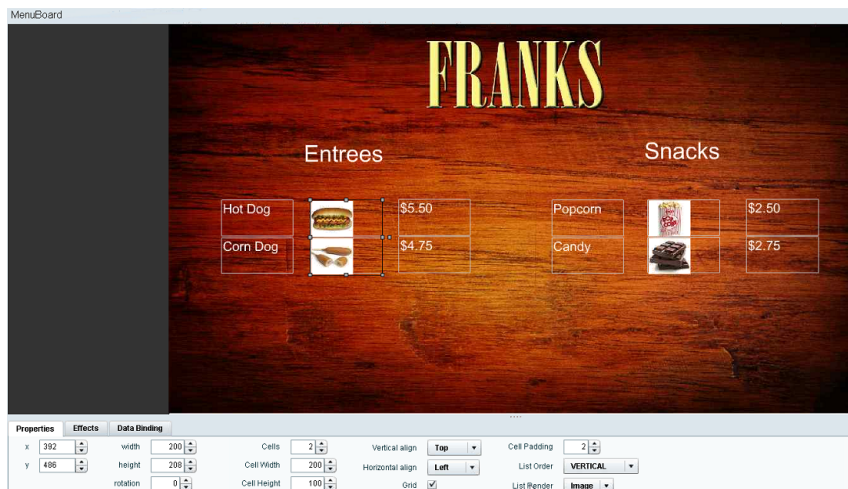 MenuBoard
FRANKS
Entrees
Snacks
Hot Dog $5.50 Popcorn $2.50
Corn Dog $4.75 Candy $2.75
Properties Effects Data Binding
x 392 width 200 Cells 2 Vertical align Top Cell Padding 2
y 486 height 208 Cell Width 200 Horizontal align Left List Order VERTICAL
rotation 0 Cell Height 100 Grid List Render Image